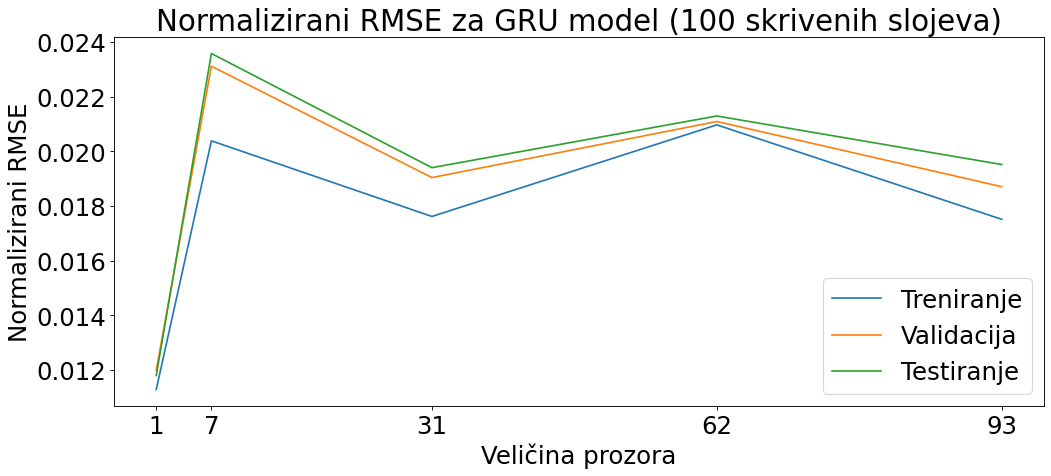 Normalizirani RMSE za GRU model (100 skrivenih slojeva)
Normalizirani RMSE
0.024
0.022
0.020
0.018
0.016
0.014
0.012
Treniranje
Validacija
Testiranje
1 7 31 62 93
Veličina prozora